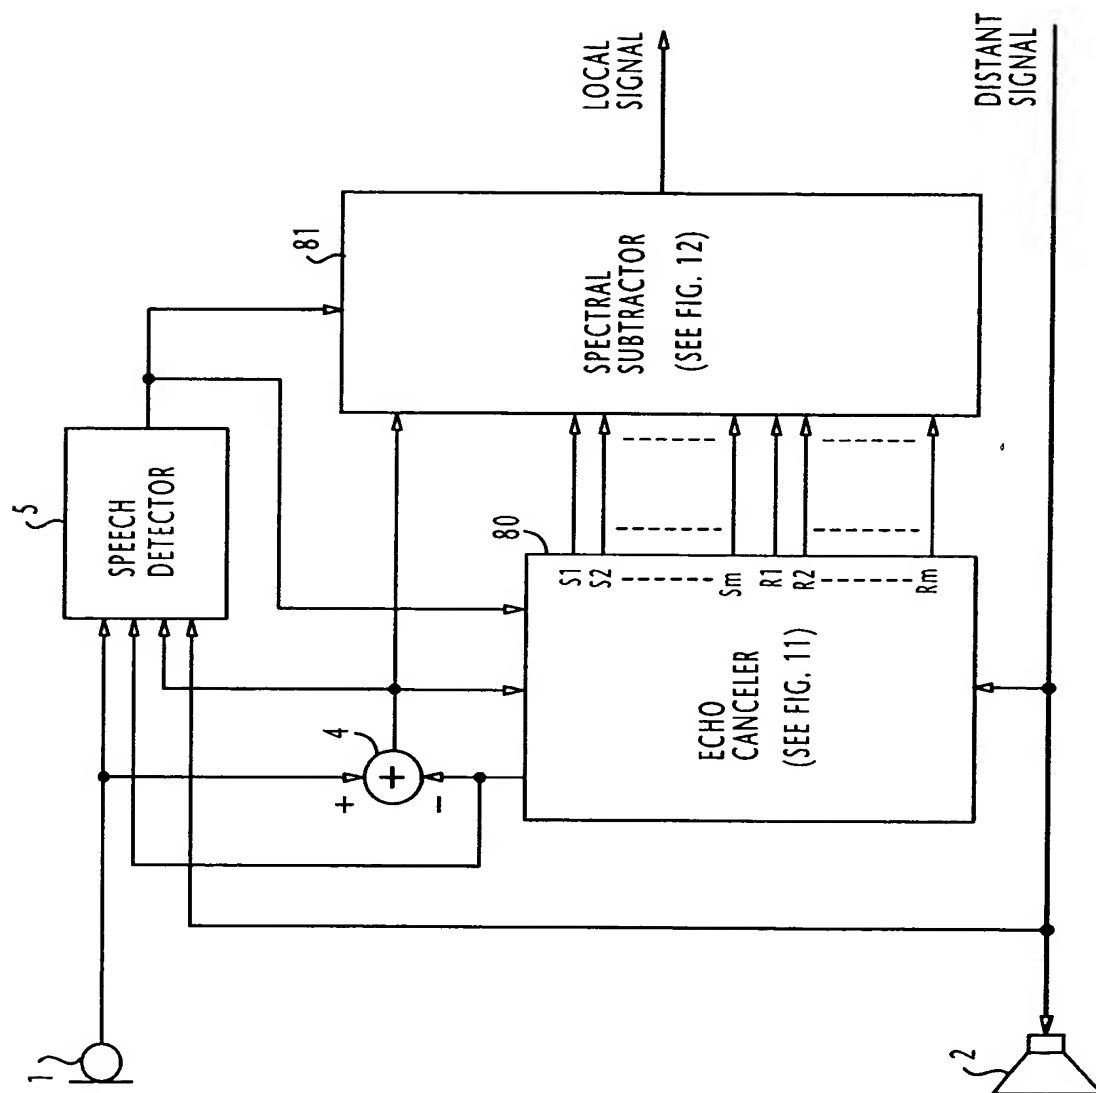 1
5
SPEECH
DETECTOR
81
4
+
+
-
LOCAL
SIGNAL
SPECTRAL
SUBTRACTOR
(SEE FIG. 12)
80
S1
S2
Sm
R1
R2
Rm
ECHO
CANCELER
(SEE FIG. 11)
DISTANT
SIGNAL
2